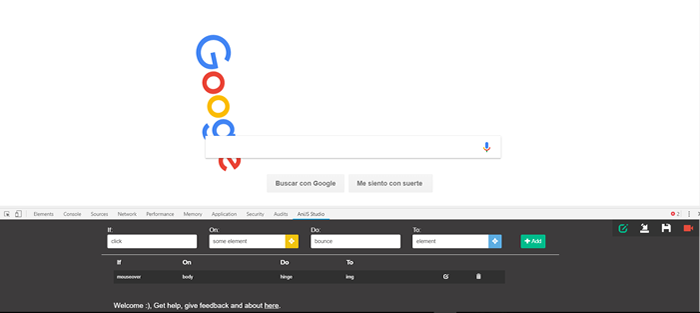 Google
Buscar con Google Me siento con suerte
Elements Console Sources Network Performance Memory Application Security Audits AniJS Studio 2
If: On: Do: To:
click some element bounce element + Add
If On Do To
mouseover body hinge img
Welcome :), Get help, give feedback and about here.